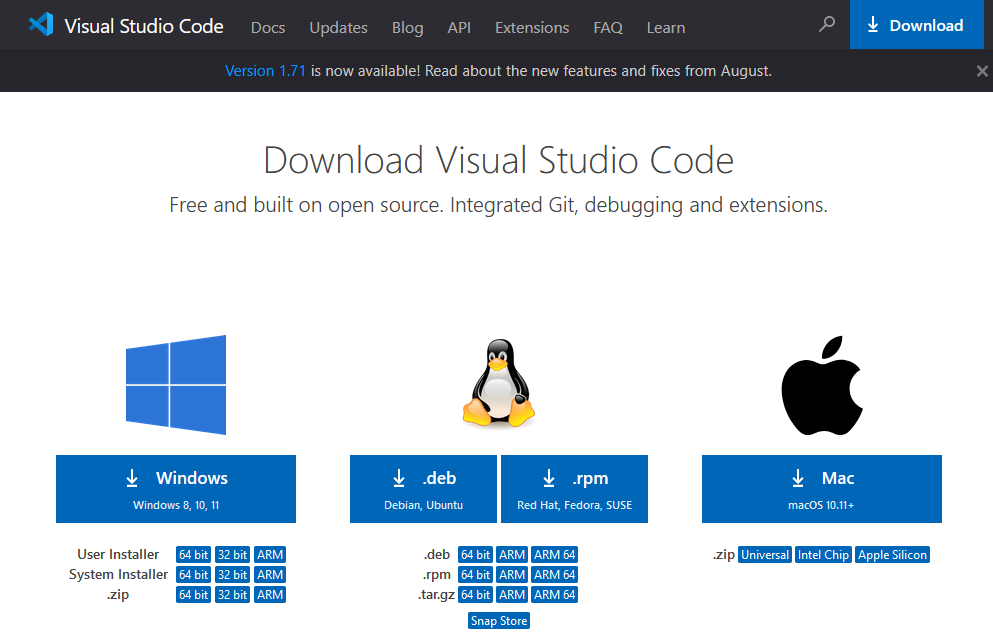 Visual Studio Code Docs Updates Blog API Extensions FAQ Learn Download
Version 1.71 is now available! Read about the new features and fixes from August.
Download Visual Studio Code
Free and built on open source. Integrated Git, debugging and extensions.
Windows
Windows 8, 10, 11
User Installer 64 bit 32 bit ARM
System Installer 64 bit 32 bit ARM
.zip 64 bit 32 bit ARM
.deb
Debian, Ubuntu
.rpm
Red Hat, Fedora, SUSE
.deb 64 bit ARM ARM 64
.rpm 64 bit ARM ARM 64
.tar.gz 64 bit ARM ARM 64
Snap Store
Mac
macOS 10.11+
.zip Universal Intel Chip Apple Silicon